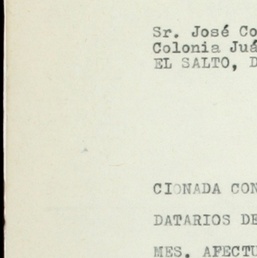 Sr. José Co
Colonia Juá
EL SALTO, D
CIONADA CON
DATARIOS DE
MES. AFECTU